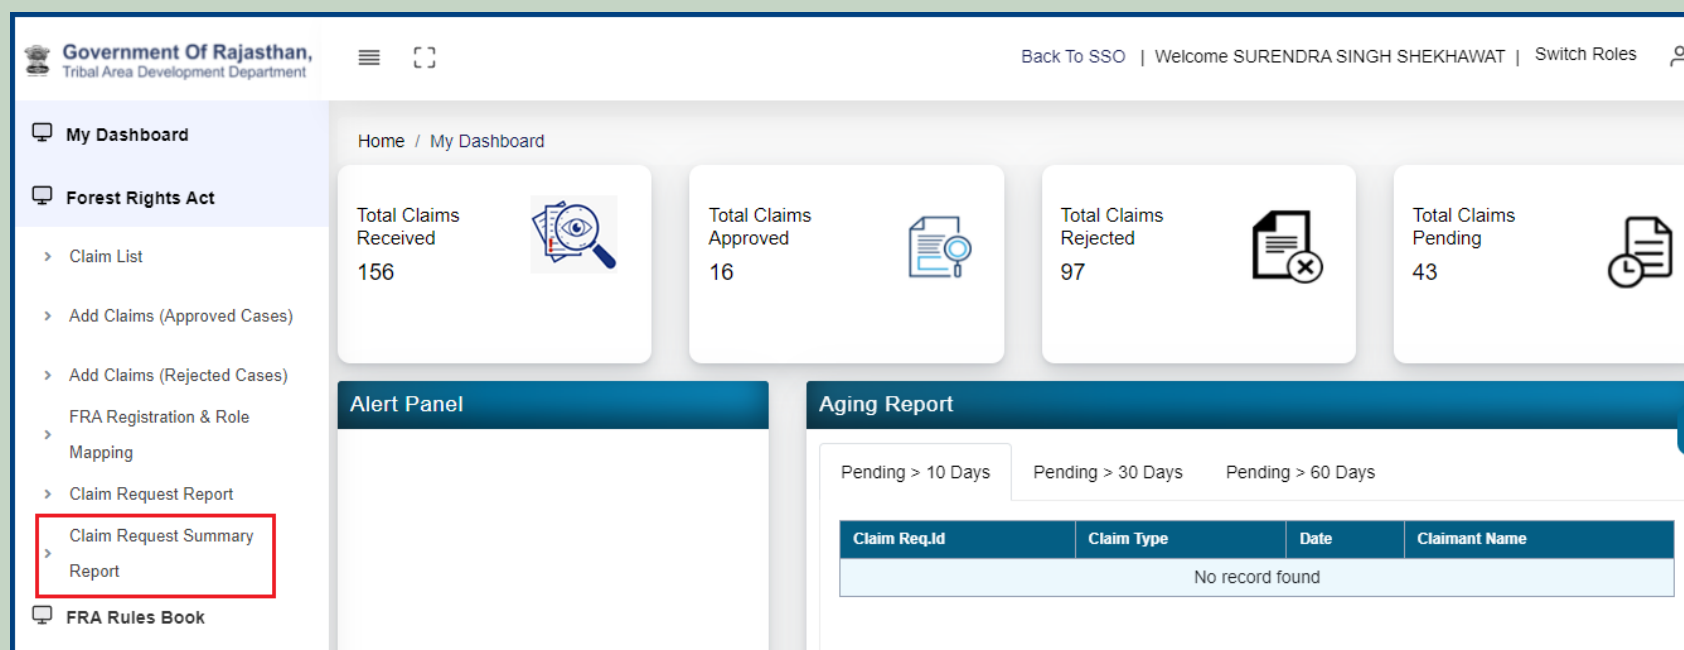 Government Of Rajasthan,
Tribal Area Development Department
Back To SSO | Welcome SURENDRA SINGH SHEKHAWAT | Switch Roles
My Dashboard
Forest Rights Act
Claim List
Add Claims (Approved Cases)
Add Claims (Rejected Cases)
FRA Registration & Role
Mapping
Claim Request Report
Claim Request Summary
Report
FRA Rules Book
Home / My Dashboard
Total Claims
Received
156
Total Claims
Approved
16
Total Claims
Rejected
97
Total Claims
Pending
43
Alert Panel
Aging Report
Pending > 10 Days Pending > 30 Days Pending > 60 Days
Claim Req.Id Claim Type Date Claimant Name
No record found